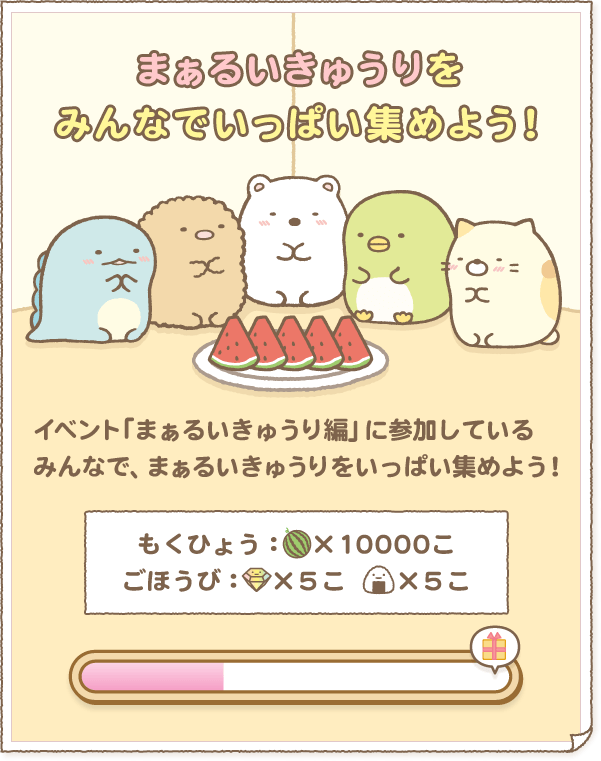 まぁるいきゅうりを
みんなでいっぱい集めよう!
イベント「まぁるいきゅうり編」に参加している
みんなで、まぁるいきゅうりをいっぱい集めよう!
もくひょう:×10000こ
ごほうび:×5こ ×5こ